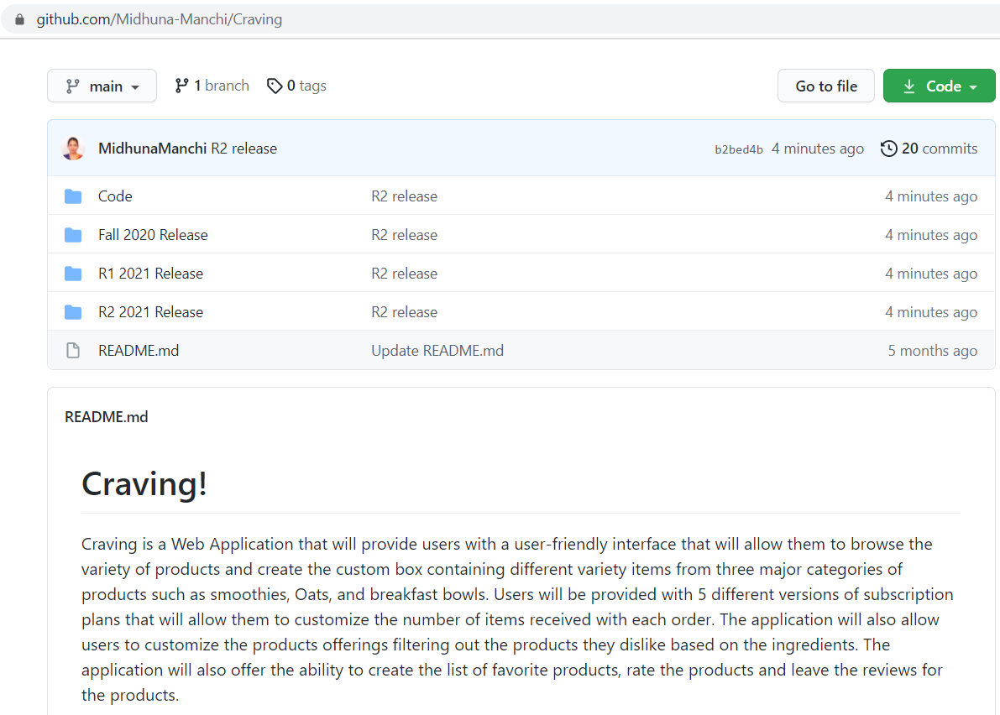 github.com/Midhuna-Manchi/Craving
main 1 branch 0 tags Go to file Code
MidhunaManchi R2 release b2bed4b 4 minutes ago 20 commits
Code R2 release 4 minutes ago
Fall 2020 Release R2 release 4 minutes ago
R1 2021 Release R2 release 4 minutes ago
R2 2021 Release R2 release 4 minutes ago
README.md Update README.md 5 months ago
README.md
Craving!
Craving is a Web Application that will provide users with a user-friendly interface that will allow them to browse the
variety of products and create the custom box containing different variety items from three major categories of
products such as smoothies, Oats, and breakfast bowls. Users will be provided with 5 different versions of subscription
plans that will allow them to customize the number of items received with each order. The application will also allow
users to customize the products offerings filtering out the products they dislike based on the ingredients. The
application will also offer the ability to create the list of favorite products, rate the products and leave the reviews for
the products.